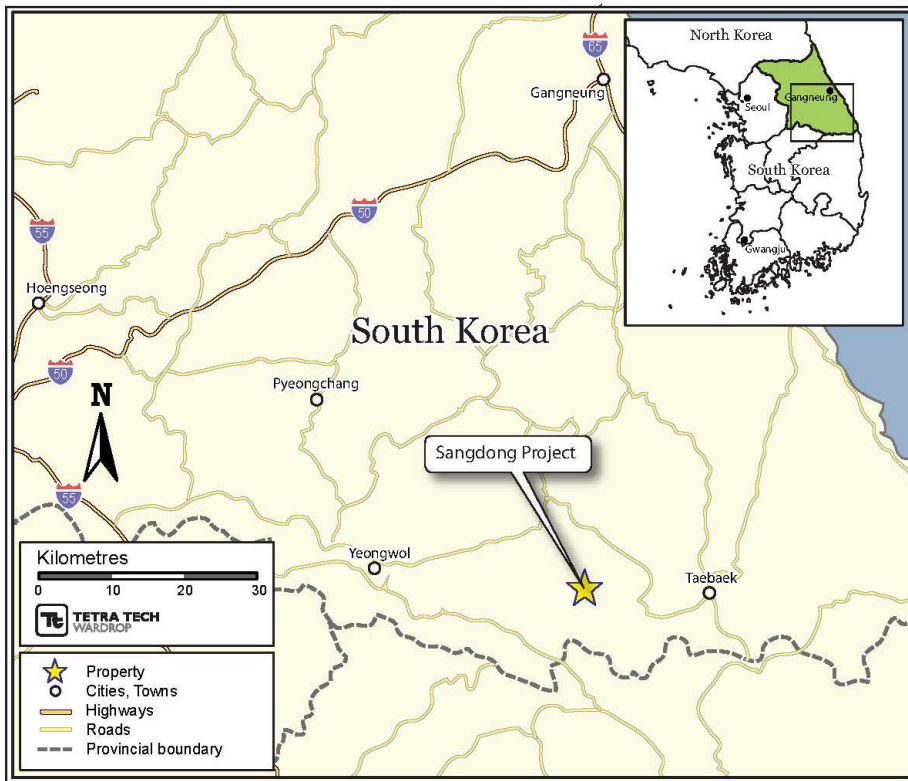 65
Gangneung
North Korea
Gangneung
Seoul
South Korea
Gwangju
50
55
Hoengseong
South Korea
50
Pyeongchang
N
Sangdong Project
55
Kilometres
0 10 20 30
Tt TETRA TECH
WARDROP
Yeongwol
Taebaek
Property
Cities, Towns
Highways
Roads
Provincial boundary